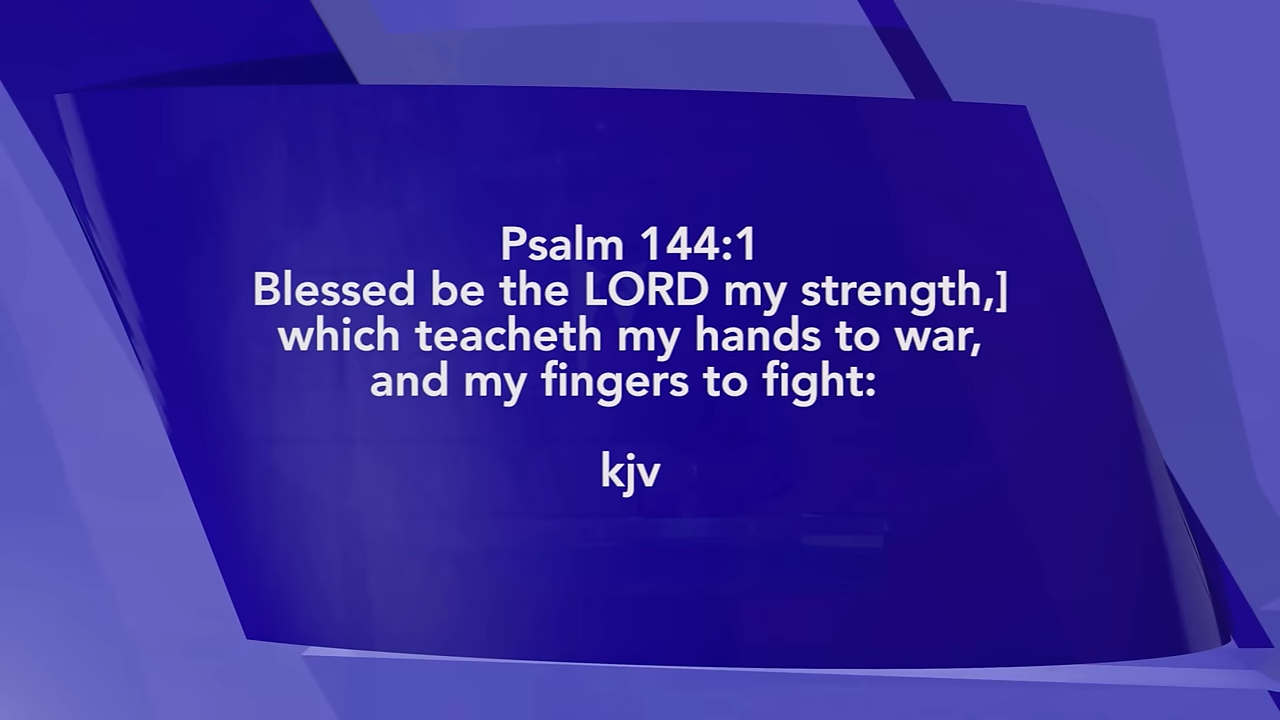 Psalm 144:1
Blessed be the LORD my strength,]
which teacheth my hands to war,
and my fingers to fight:
kjv